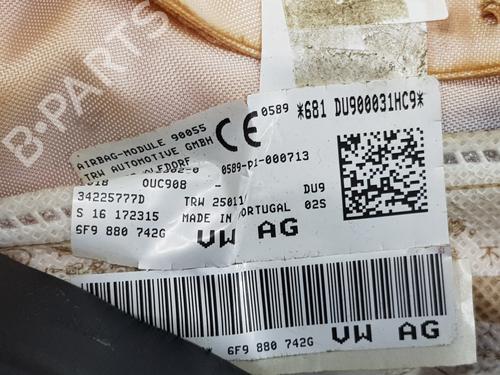 AIRBAG-MODULE 90055
TRW AUTOMOTIVE GMBH
CE 0589
*681 DU900031HC9*
ALFDORF
0589-P1-000713
OUC908 -
34225777D
TRW 25011
DU9
S 16 172315
MADE IN PORTUGAL 02S
6F9 880 742G
VW AG
6F9 880 742G
VW AG
B-PARTS